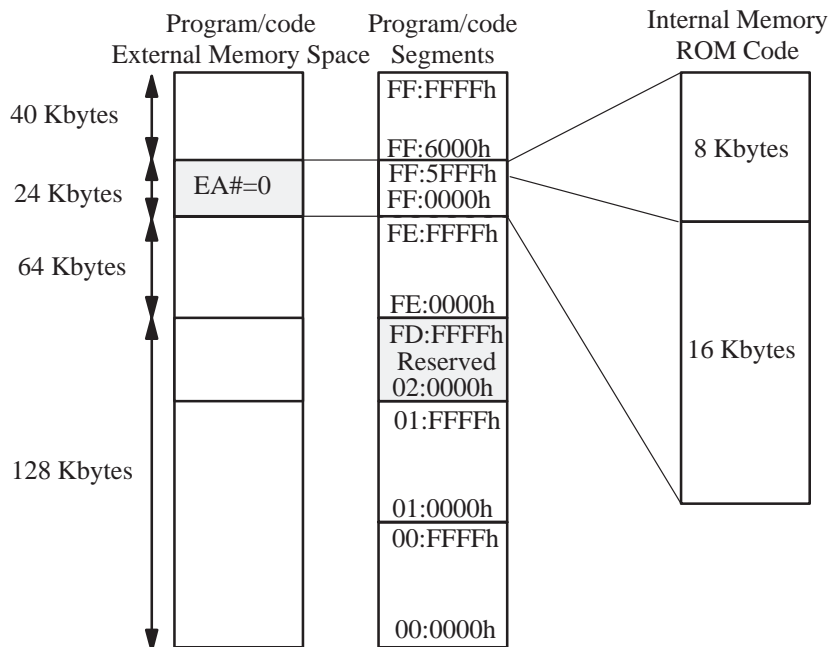 Program/code
External Memory Space
Program/code
Segments
Internal Memory
ROM Code
40 Kbytes
24 Kbytes
64 Kbytes
128 Kbytes
EA#=0
FF:FFFFh
FF:6000h
FF:5FFFh
FF:0000h
FE:FFFFh
FE:0000h
FD:FFFFh
Reserved
02:0000h
01:FFFFh
01:0000h
00:FFFFh
00:0000h
8 Kbytes
16 Kbytes